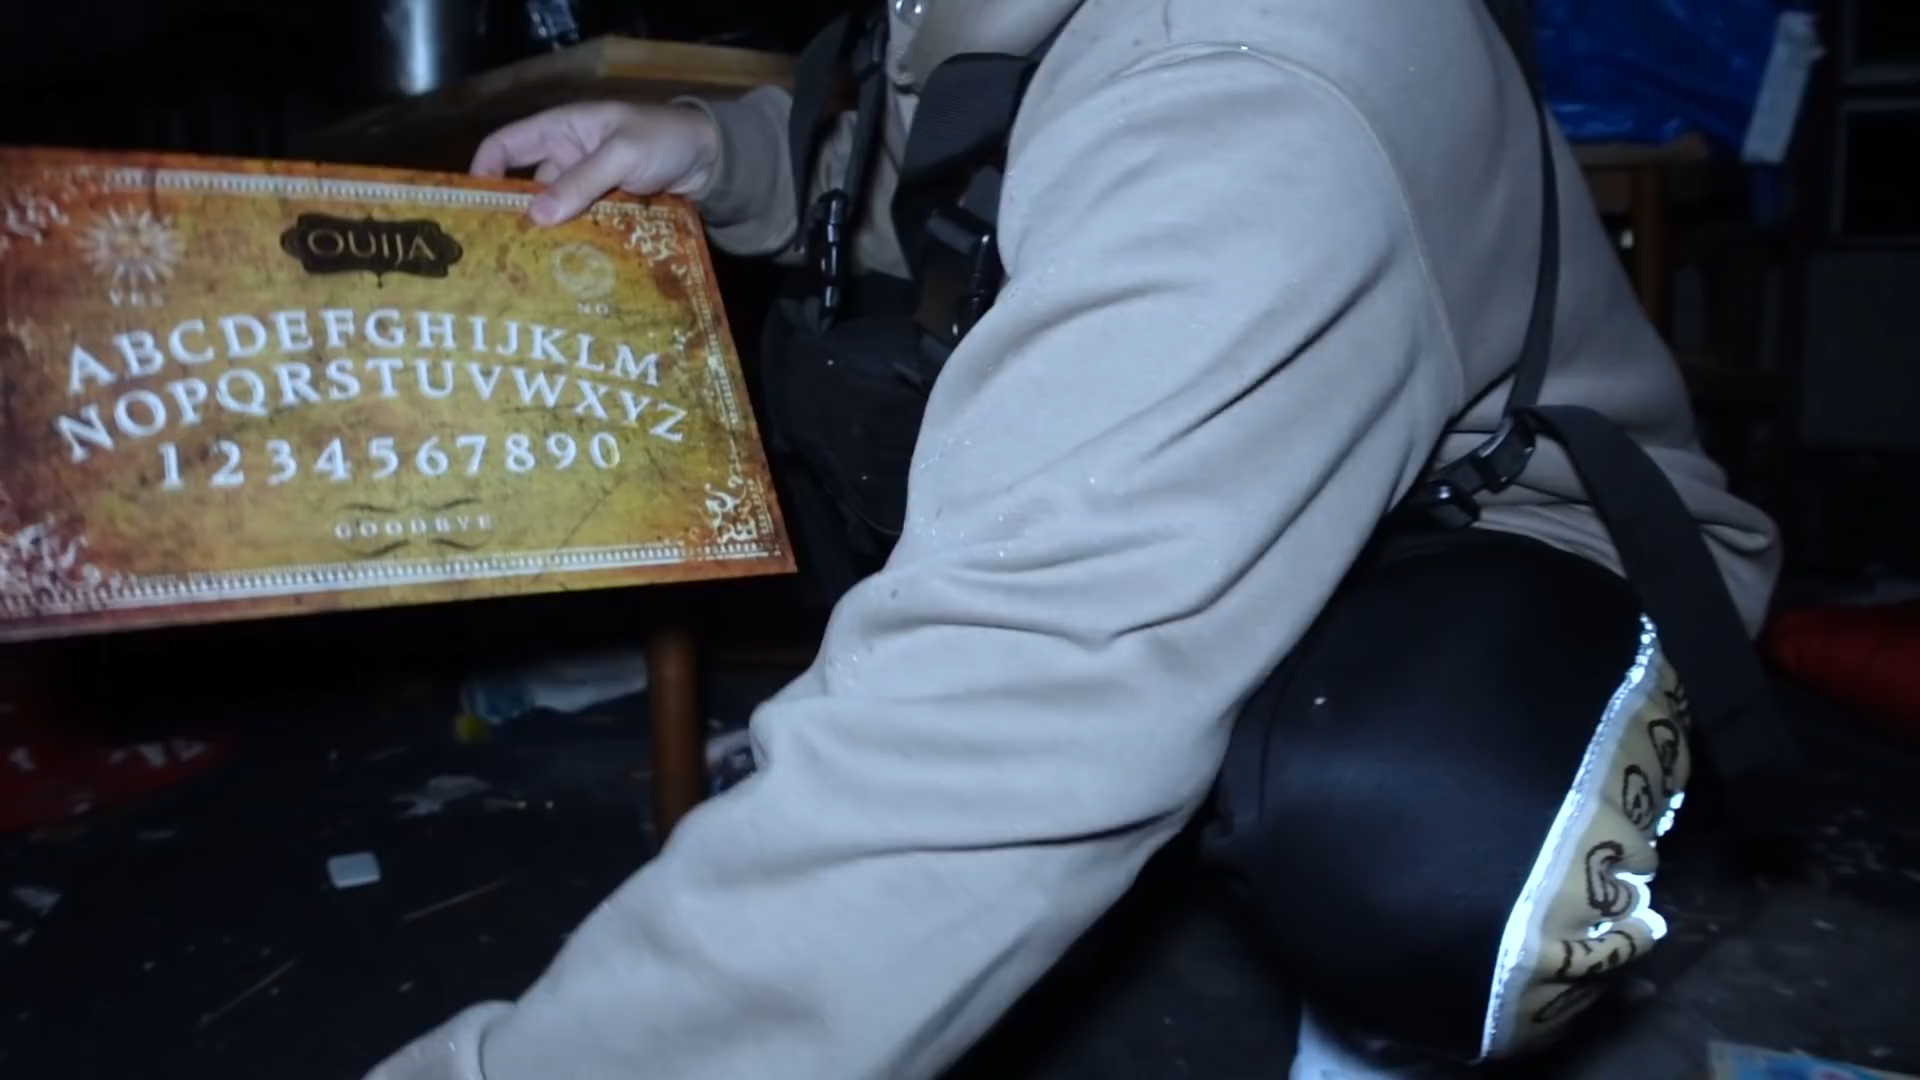 OUIJA
YES
NO
ABCDEFGHIJKLM
NOPQRSTUVWXYZ
1234567890
GOODBYE